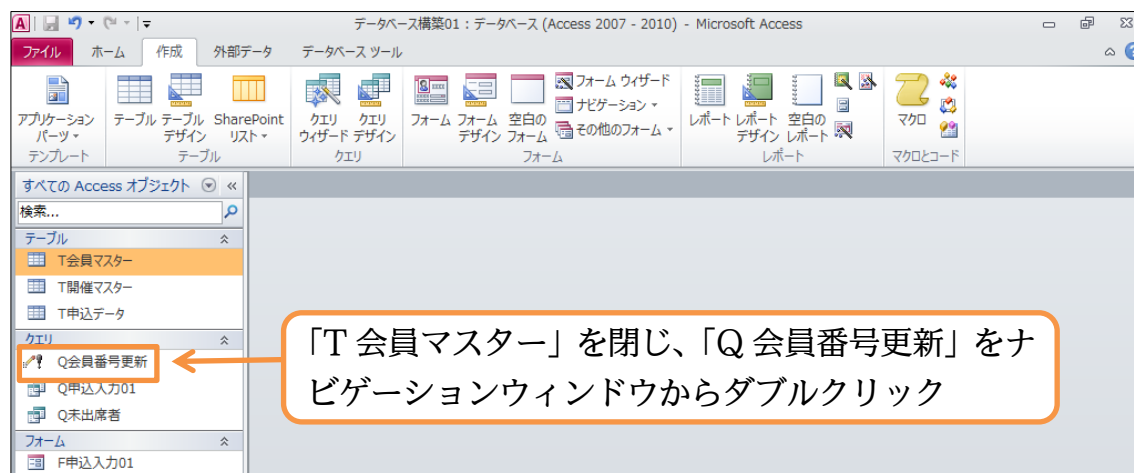 データベース構築01 : データベース (Access 2007 - 2010) - Microsoft Access
ファイル ホーム 作成 外部データ データベース ツール
アプリケーション パーツ
テーブル
テーブル デザイン
SharePoint リスト
クエリ ウィザード
クエリ デザイン
フォーム
フォーム デザイン
空白の フォーム
フォーム ウィザード
ナビゲーション
その他のフォーム
レポート
レポート デザイン
空白の レポート
マクロ
テンプレート テーブル クエリ フォーム レポート マクロとコード
すべての Access オブジェクト
検索...
テーブル
T会員マスター
T開催マスター
T申込データ
クエリ
Q会員番号更新
Q申込入力01
Q未出席者
フォーム
F申込入力01
「T 会員マスター」を閉じ、「Q 会員番号更新」をナ
ビゲーションウィンドウからダブルクリック